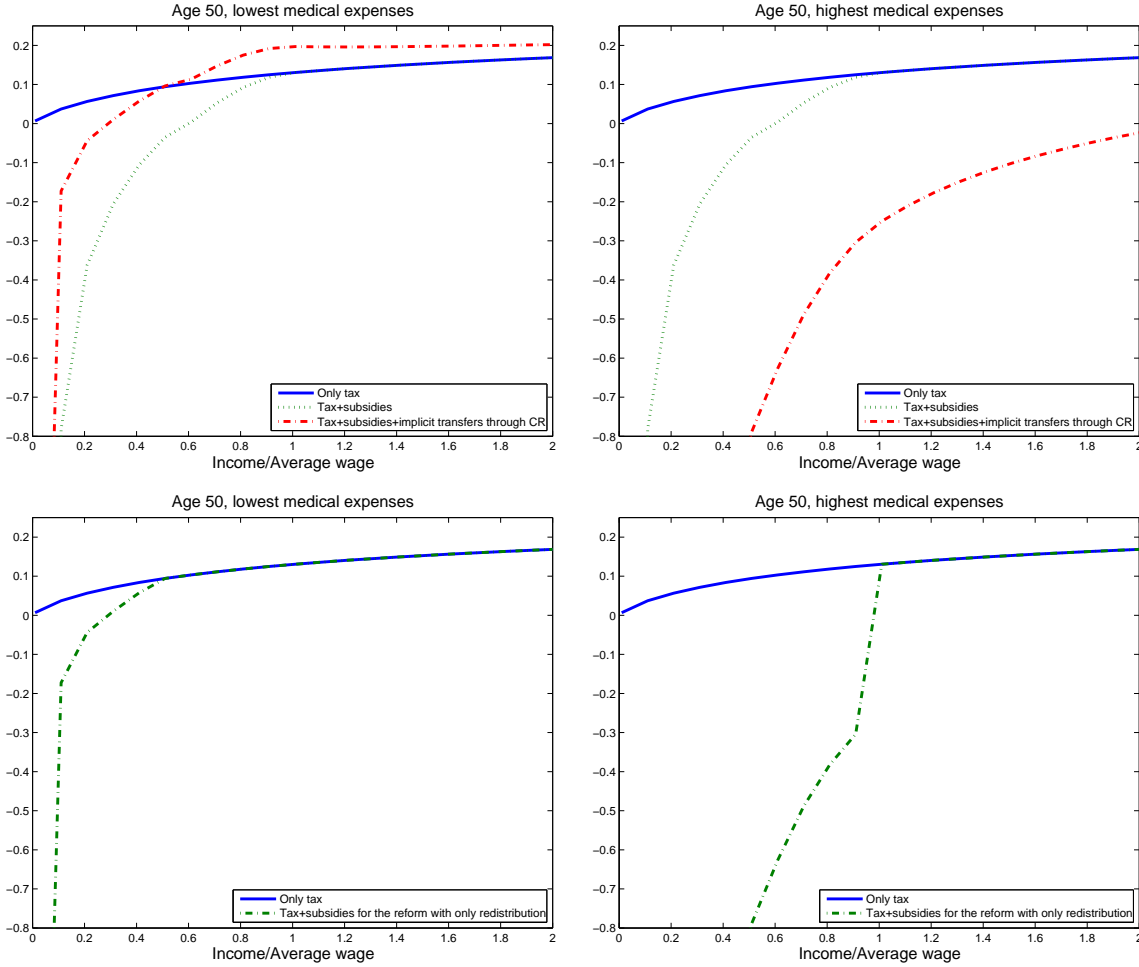 Age 50, lowest medical expenses
0.2
0.1
0
−0.1
−0.2
−0.3
−0.4
−0.5
−0.6
−0.7
−0.8
Only tax
Tax+subsidies
Tax+subsidies+implicit transfers through CR
0 0.2 0.4 0.6 0.8 1.0 1.2 1.4 1.6 1.8 2
Income/Average wage
Age 50, highest medical expenses
0.2
0.1
0
−0.1
−0.2
−0.3
−0.4
−0.5
−0.6
−0.7
−0.8
Only tax
Tax+subsidies
Tax+subsidies+implicit transfers through CR
0 0.2 0.4 0.6 0.8 1.0 1.2 1.4 1.6 1.8 2
Income/Average wage
Age 50, lowest medical expenses
0.2
0.1
0
−0.1
−0.2
−0.3
−0.4
−0.5
−0.6
−0.7
−0.8
Only tax
Tax+subsidies for the reform with only redistribution
0 0.2 0.4 0.6 0.8 1 1.2 1.4 1.6 1.8 2
Income/Average wage
Age 50, highest medical expenses
0.2
0.1
0
−0.1
−0.2
−0.3
−0.4
−0.5
−0.6
−0.7
−0.8
Only tax
Tax+subsidies for the reform with only redistribution
0 0.2 0.4 0.6 0.8 1 1.2 1.4 1.6 1.8 2
Income/Average wage